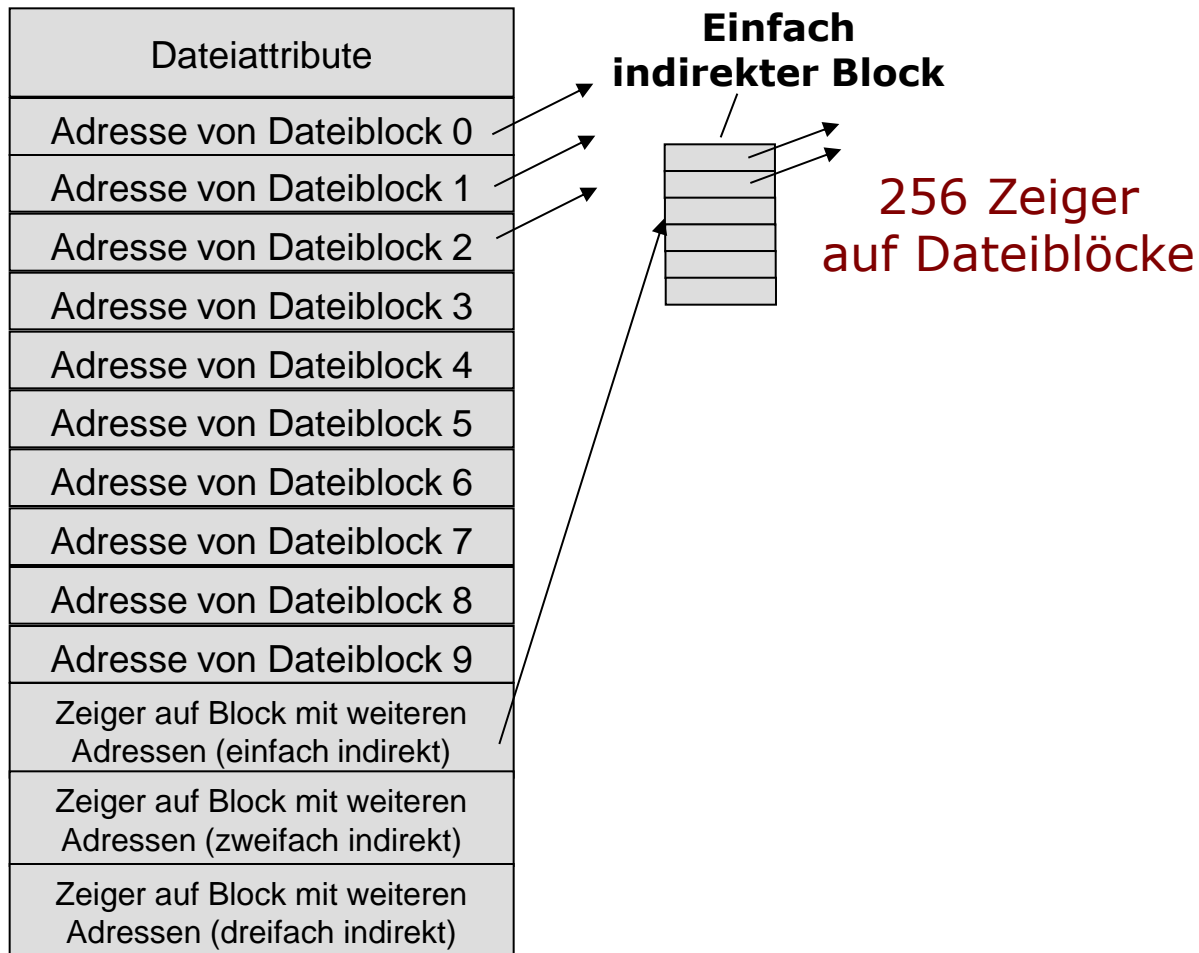 Dateiattribute
Adresse von Dateiblock 0
Adresse von Dateiblock 1
Adresse von Dateiblock 2
Adresse von Dateiblock 3
Adresse von Dateiblock 4
Adresse von Dateiblock 5
Adresse von Dateiblock 6
Adresse von Dateiblock 7
Adresse von Dateiblock 8
Adresse von Dateiblock 9
Zeiger auf Block mit weiteren
Adressen (einfach indirekt)
Zeiger auf Block mit weiteren
Adressen (zweifach indirekt)
Zeiger auf Block mit weiteren
Adressen (dreifach indirekt)
Einfach
indirekter Block
256 Zeiger
auf Dateiblöcke